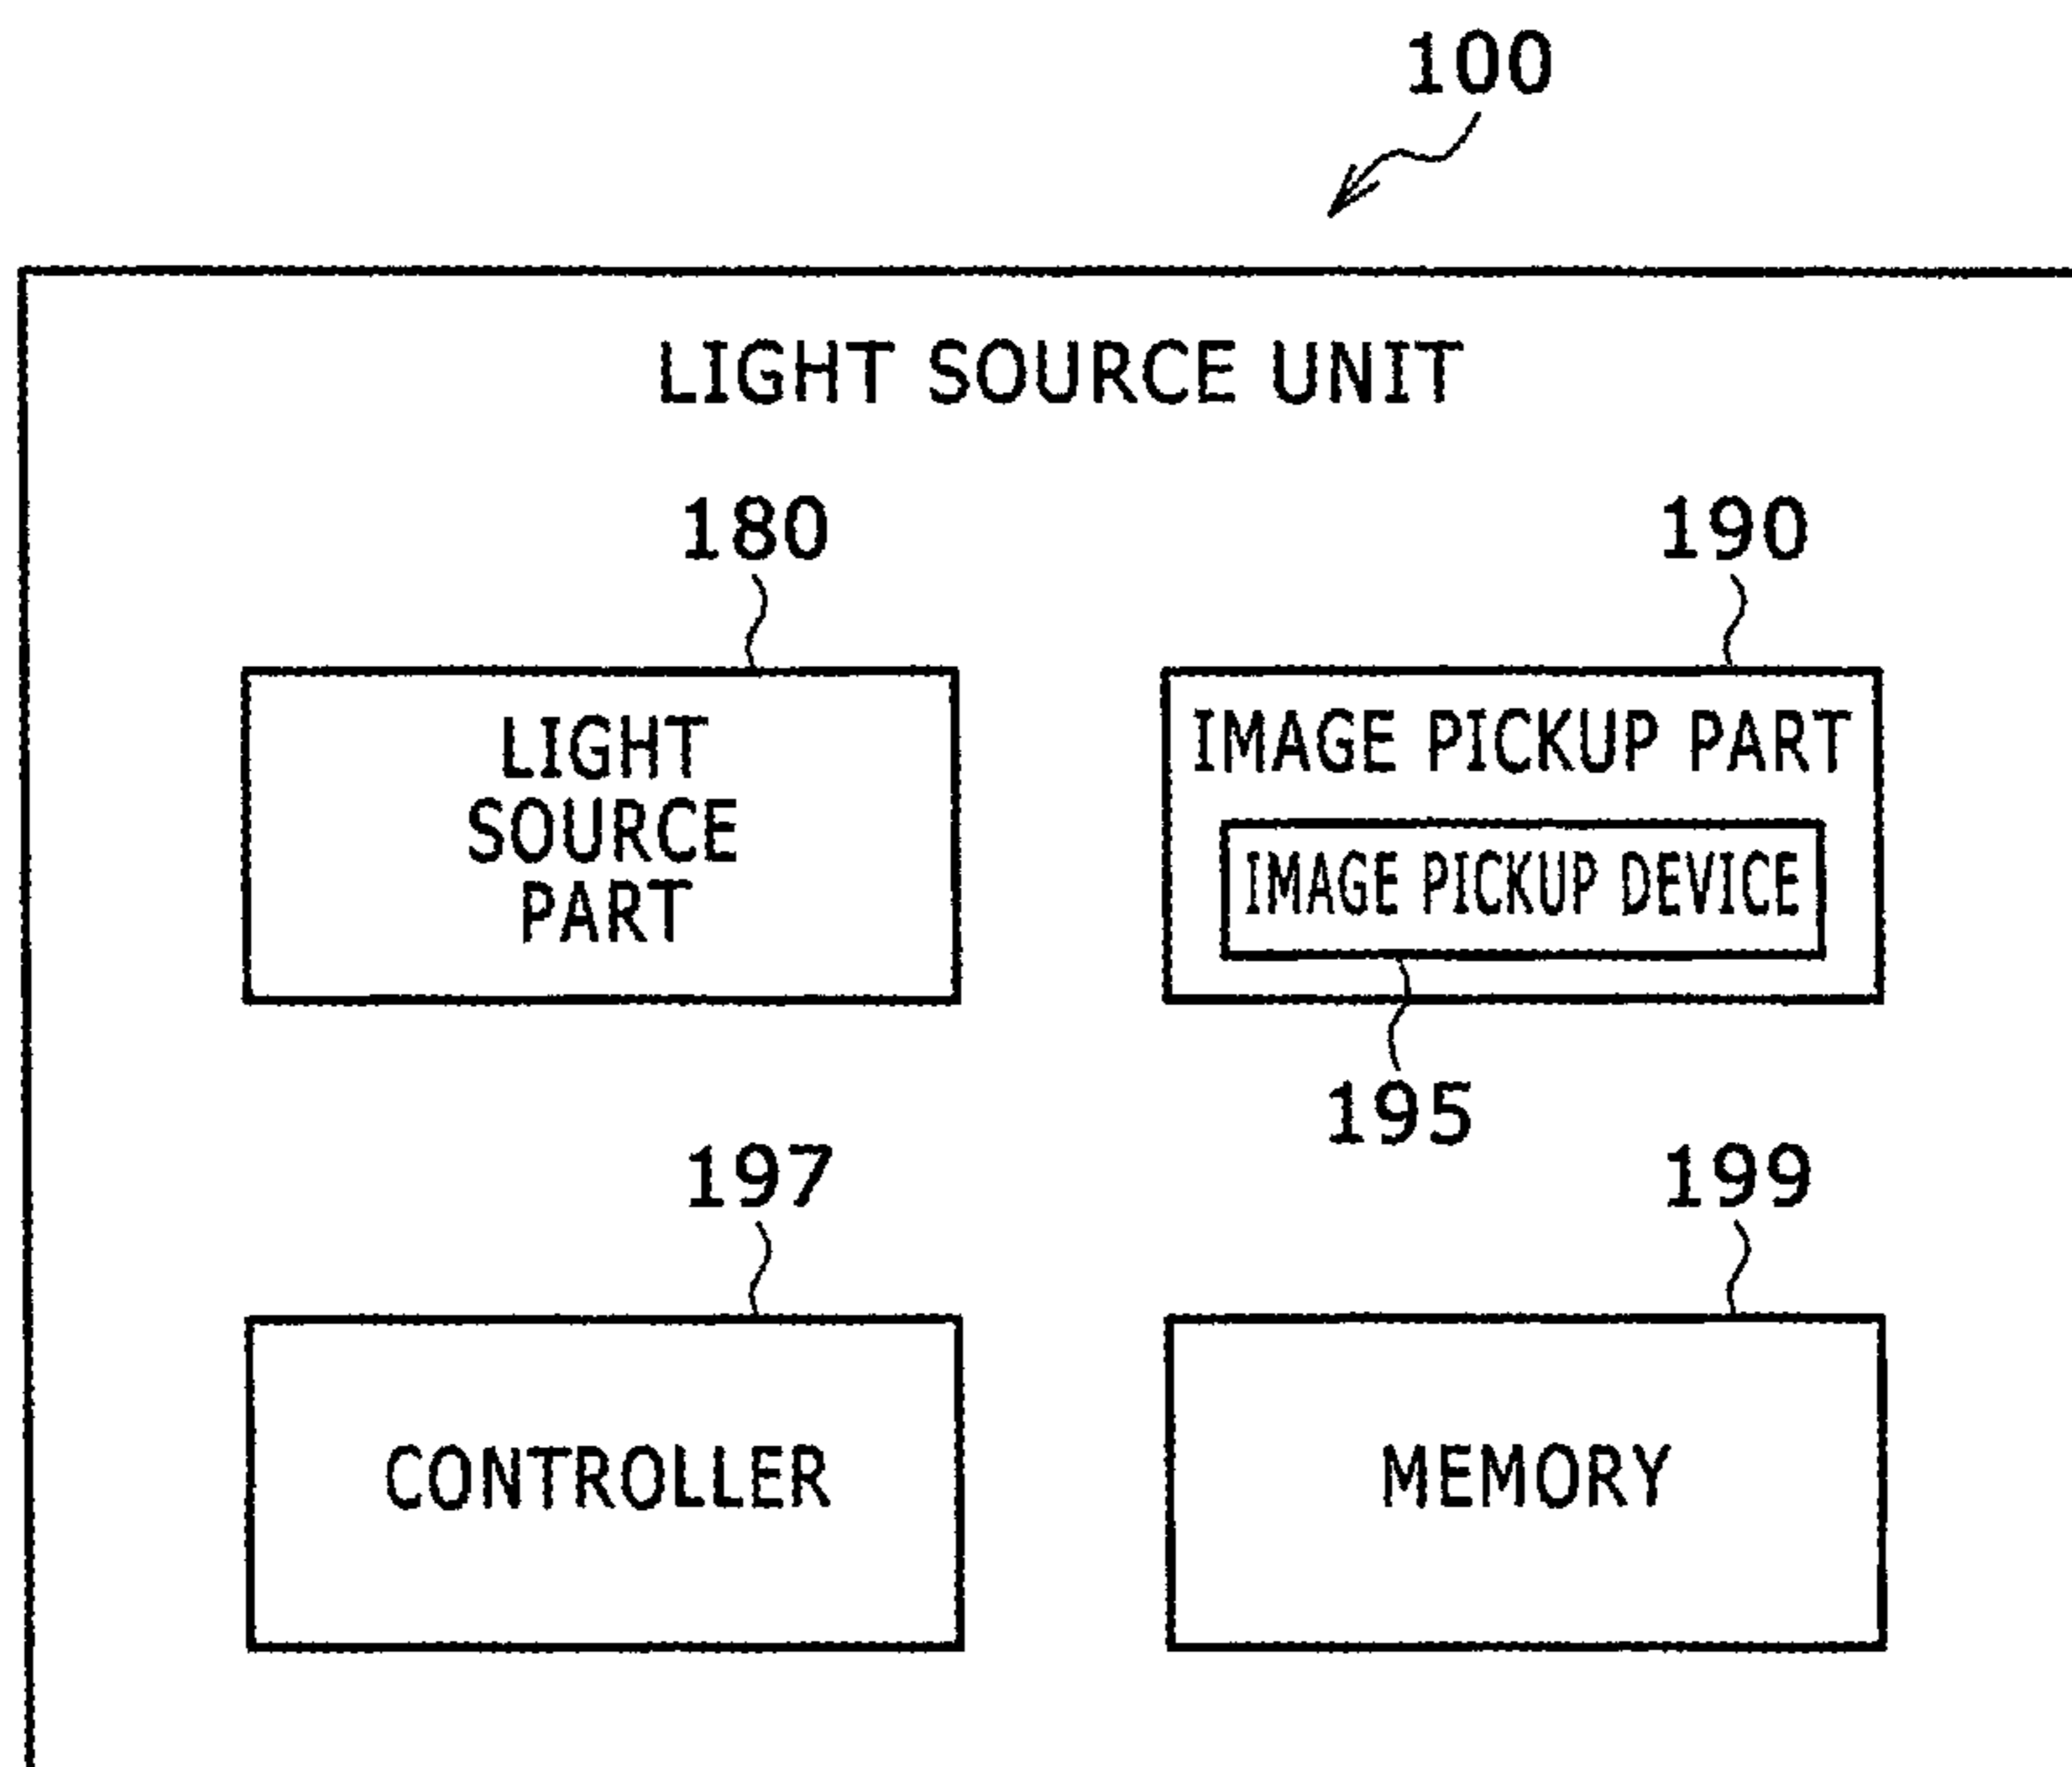 100
LIGHT SOURCE UNIT
180
190
LIGHT
SOURCE
PART
IMAGE PICKUP PART
IMAGE PICKUP DEVICE
195
197
199
CONTROLLER
MEMORY